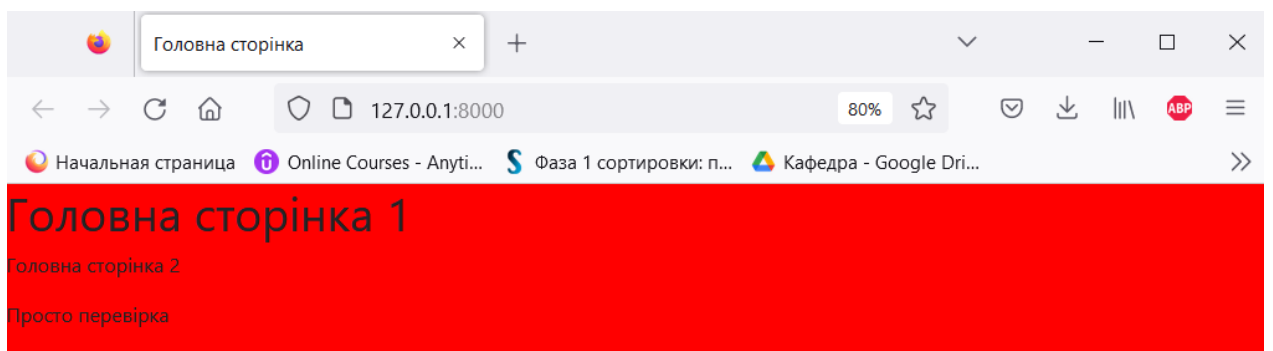 Головна сторінка
127.0.0.1:8000
80%
ABP
Начальная страница
Online Courses - Anyti...
Фаза 1 сортировки: п...
Кафедра - Google Dri...
Головна сторінка 1
Головна сторінка 2
Просто перевірка